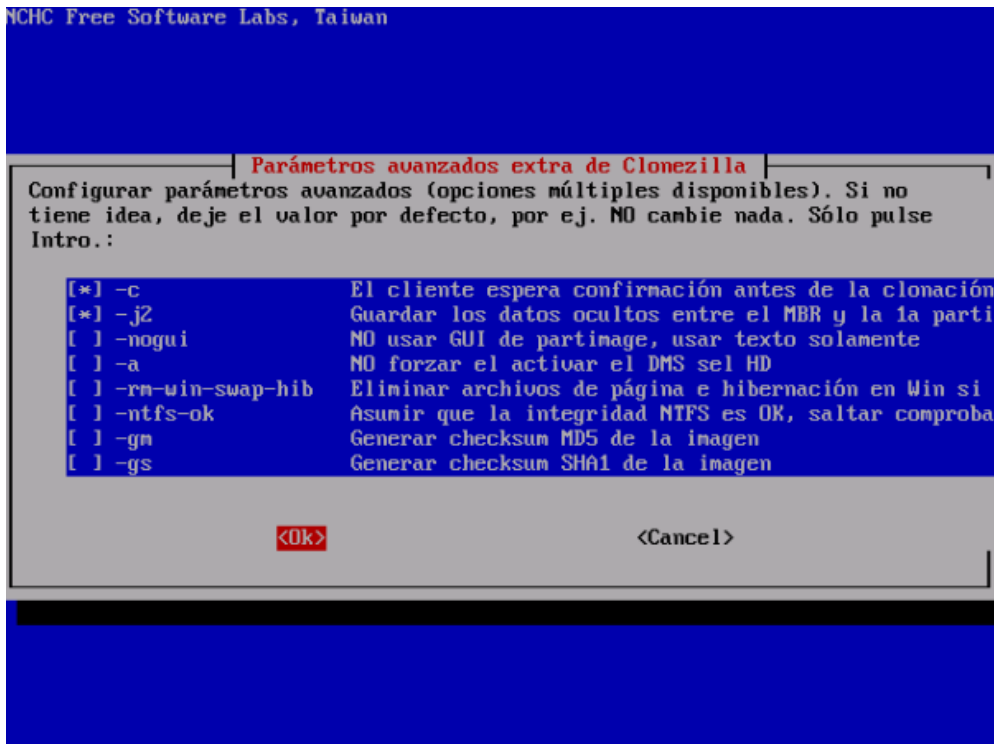 NCHC Free Software Labs, Taiwan
Parámetros avanzados extra de Clonezilla
Configurar parámetros avanzados (opciones múltiples disponibles). Si no
tiene idea, deje el valor por defecto, por ej. NO cambie nada. Sólo pulse
Intro.:
[*] -c El cliente espera confirmación antes de la clonación
[*] -j2 Guardar los datos ocultos entre el MBR y la 1a parti
[ ] -nogui NO usar GUI de partimage, usar texto solamente
[ ] -a NO forzar el activar el DMS sel HD
[ ] -rm-win-swap-hib Eliminar archivos de página e hibernación en Win si
[ ] -ntfs-ok Asumir que la integridad NTFS es OK, saltar comproba
[ ] -gm Generar checksum MD5 de la imagen
[ ] -gs Generar checksum SHA1 de la imagen
<Ok> <Cancel>